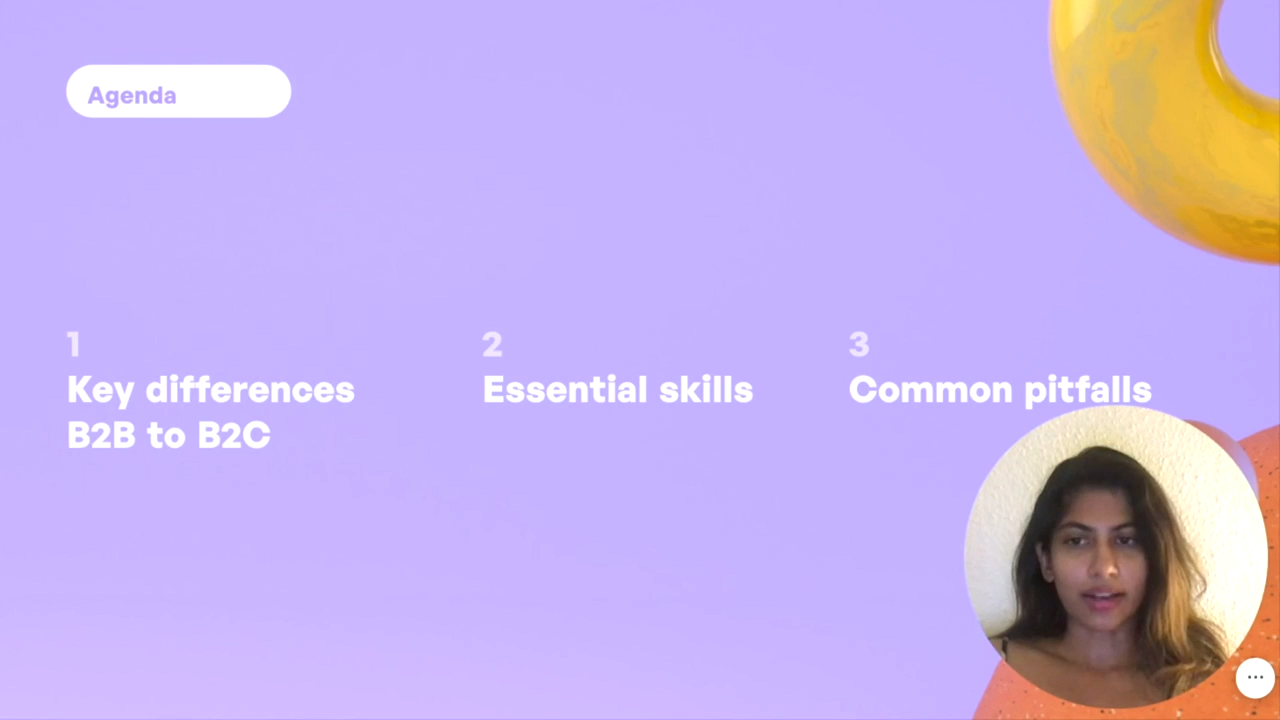 Agenda
1
Key differences
B2B to B2C
2
Essential skills
3
Common pitfalls